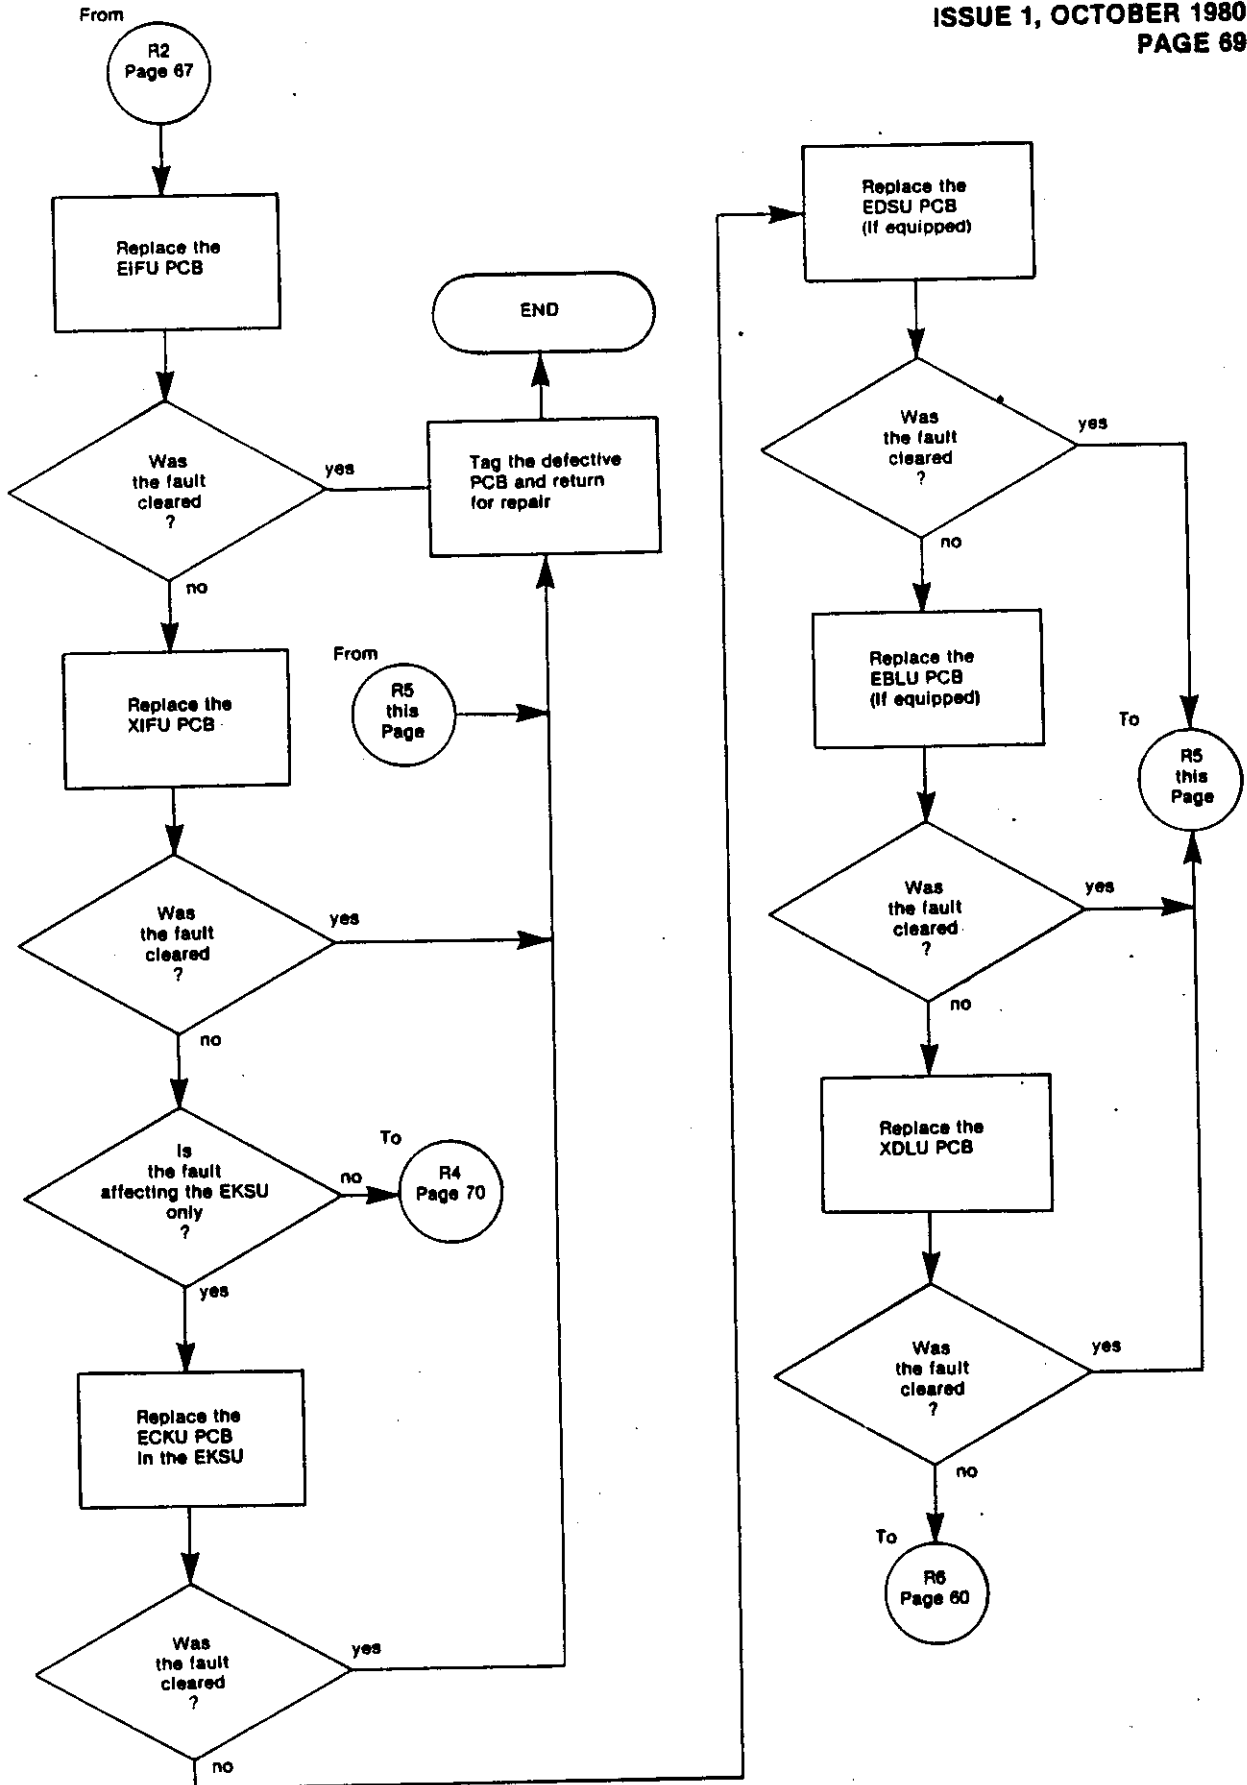 ISSUE 1, OCTOBER 1980
PAGE 69
From
R2
Page 67
Replace the
EIFU PCB
Was
the fault
cleared
?
yes
no
END
Tag the defective
PCB and return
for repair
Replace the
XIFU PCB
From
R5
this
Page
Was
the fault
cleared
?
yes
no
Is
the fault
affecting the EKSU
only
?
no
To
R4
Page 70
yes
Replace the
ECKU PCB
In the EKSU
Was
the fault
cleared
?
yes
no
Replace the
EDSU PCB
(If equipped)
Was
the fault
cleared
?
yes
no
Replace the
EBLU PCB
(If equipped)
To
R5
this
Page
Was
the fault
cleared
?
yes
no
Replace the
XDLU PCB
Was
the fault
cleared
?
yes
no
To
R6
Page 60